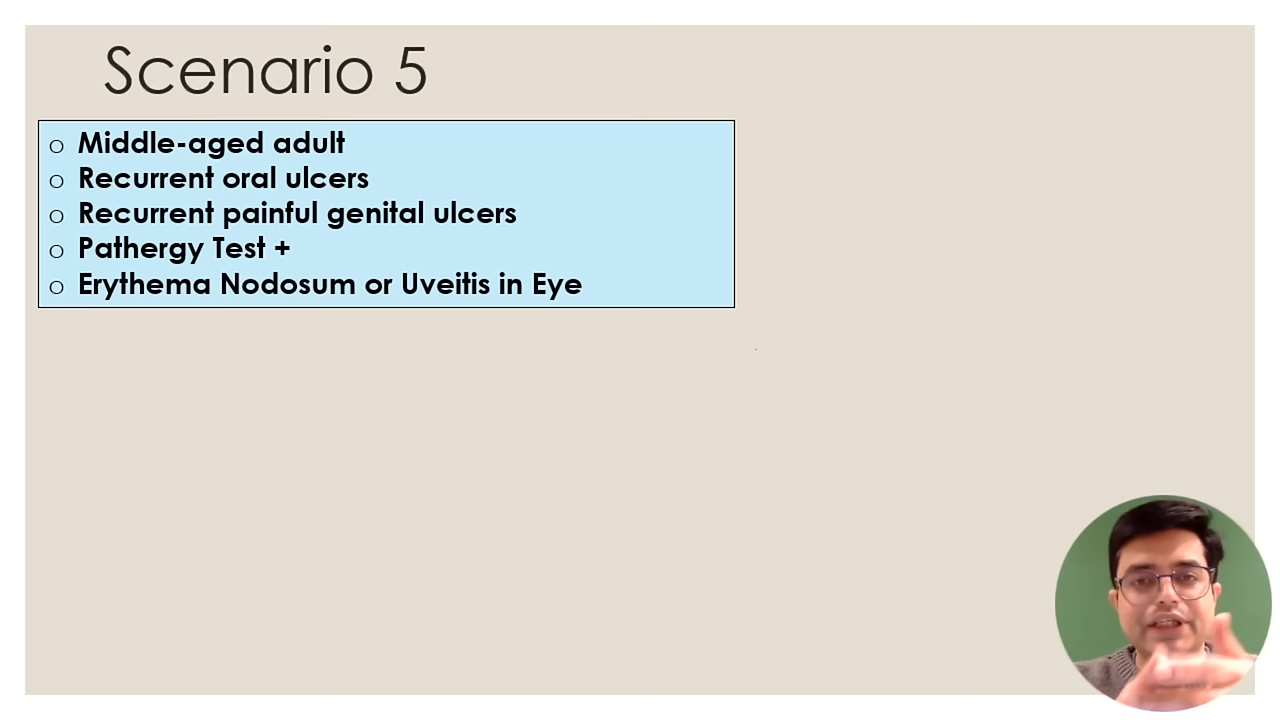 Scenario 5
o Middle-aged adult
o Recurrent oral ulcers
o Recurrent painful genital ulcers
o Pathergy Test +
o Erythema Nodosum or Uveitis in Eye